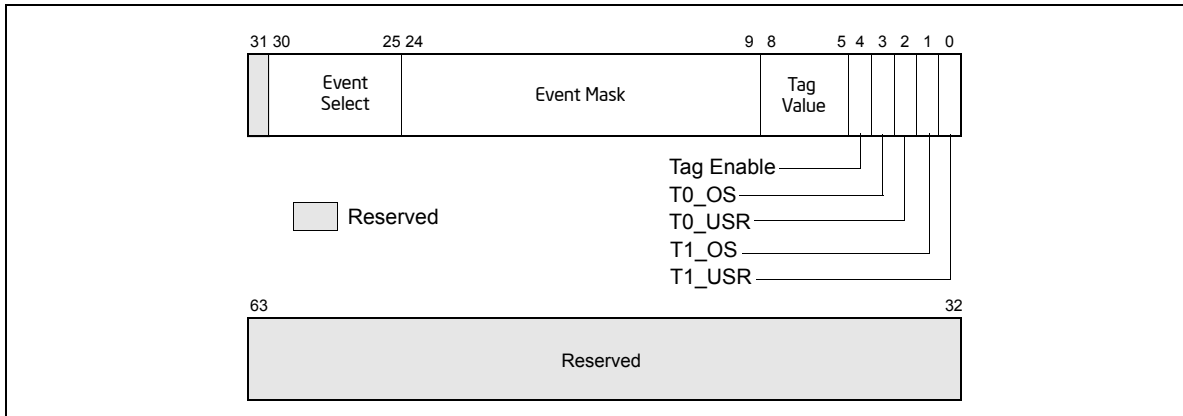 31 30 25 24 9 8 5 4 3 2 1 0
Event
Select
Event Mask
Tag
Value
Tag Enable
T0_OS
Reserved
T0_USR
T1_OS
T1_USR
63 32
Reserved